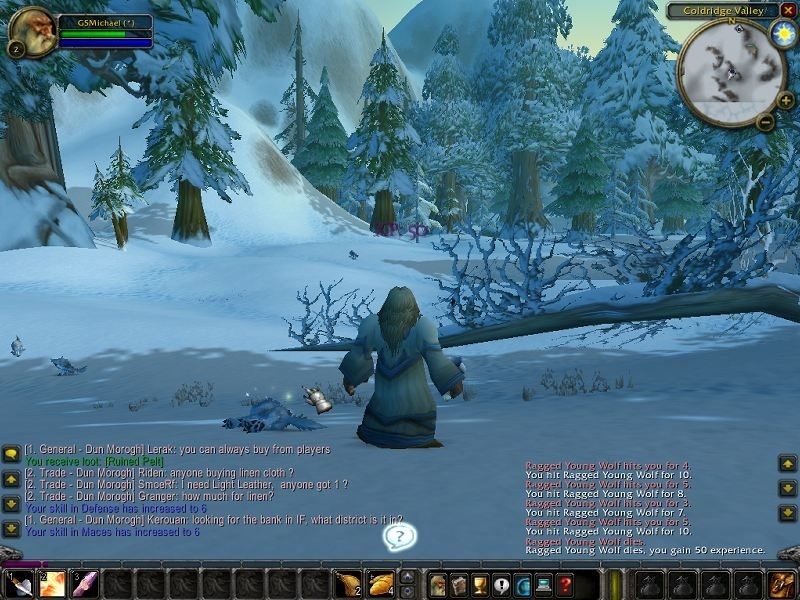 GSMichael (*)
2
Coldridge Valley
N
[1. General - Dun Morogh] Lerak: you can always buy from players
You receive loot: [Ruined Pelt]
[2. Trade - Dun Morogh] Riden: anyone buying linen cloth ?
[2. Trade - Dun Morogh] SmoeRf: I need Light Leather,  anyone got 1 ?
[2. Trade - Dun Morogh] Granger: how much for linen?
Your skill in Defense has increased to 6
[1. General - Dun Morogh] Kerouan: looking for the bank in IF, what district is it in?
Your skill in Maces has increased to 6
Ragged Young Wolf hits you for 4.
You hit Ragged Young Wolf for 10.
Ragged Young Wolf hits you for 5.
You hit Ragged Young Wolf for 8.
Ragged Young Wolf hits you for 3.
You hit Ragged Young Wolf for 7.
Ragged Young Wolf hits you for 5.
You hit Ragged Young Wolf for 10.
Ragged Young Wolf dies.
Ragged Young Wolf dies, you gain 50 experience.
?
1 2 3 2 4